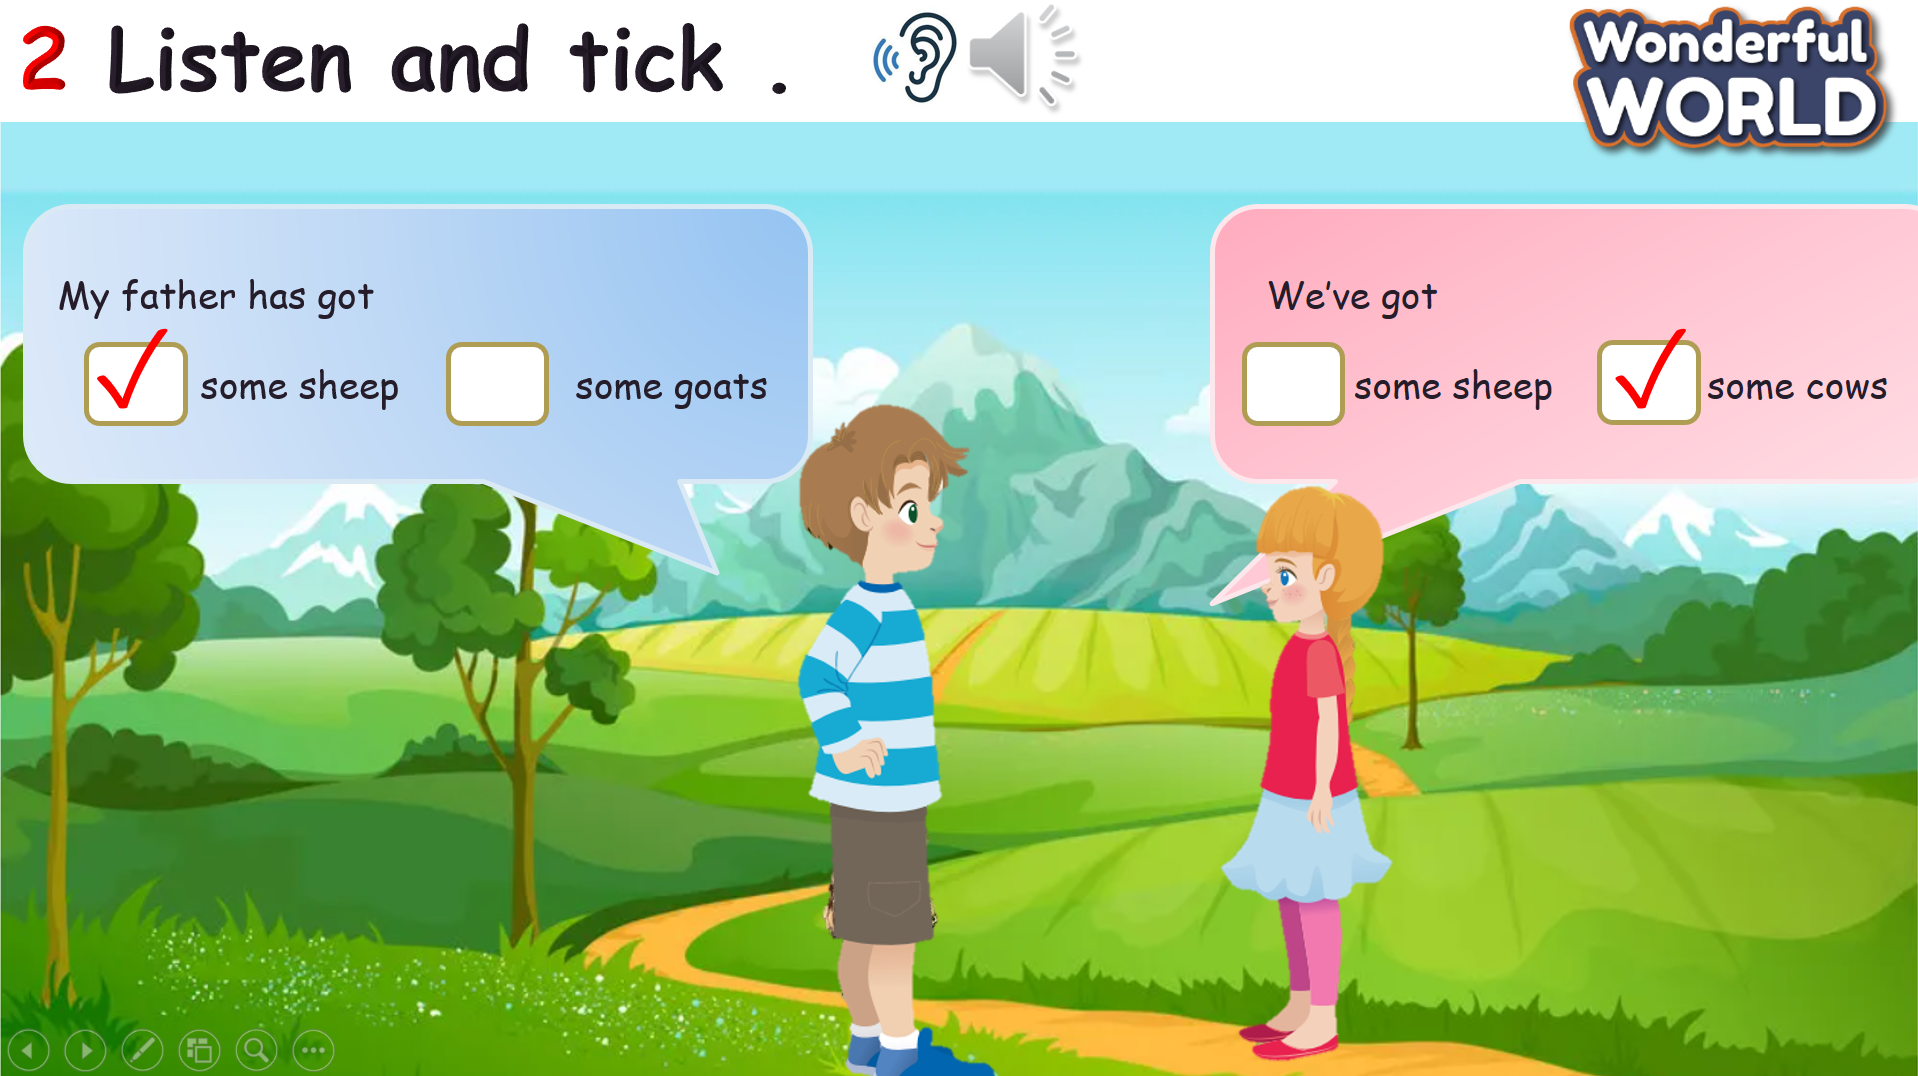 2 Listen and tick .
Wonderful
WORLD
My father has got
some sheep
some goats
We've got
some sheep
some cows